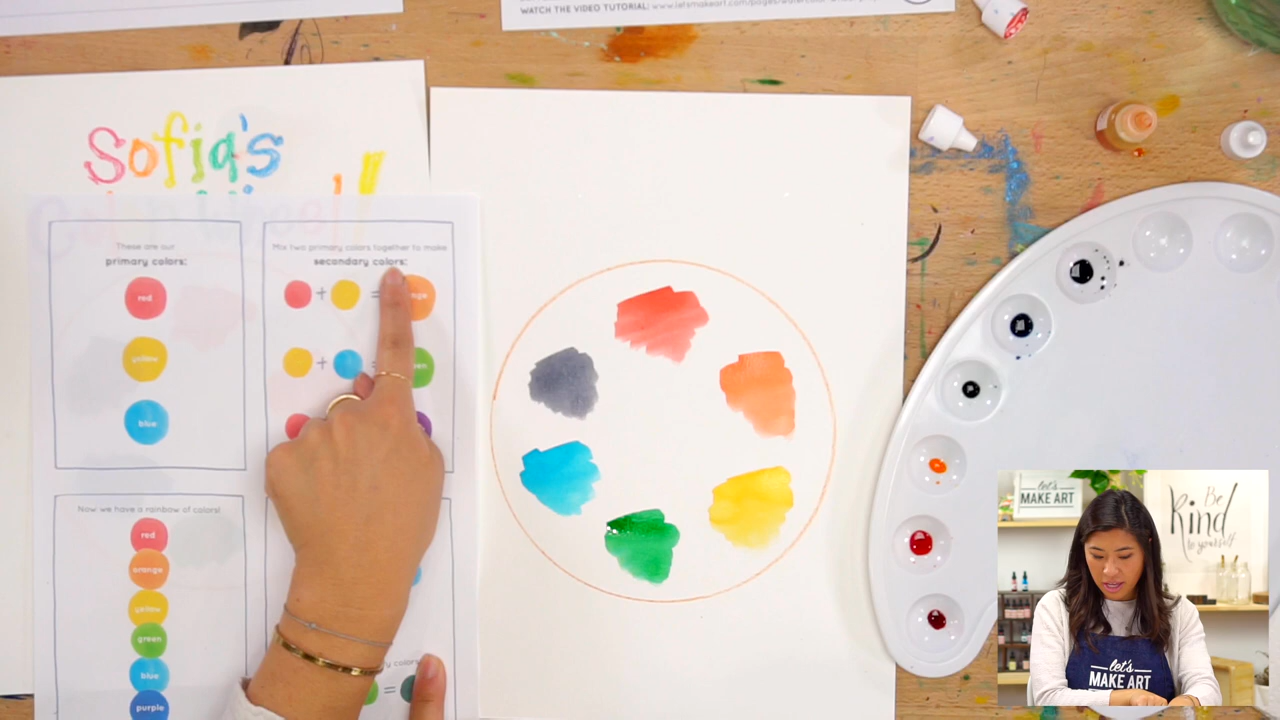 WATCH THE VIDEO TUTORIAL: www.letsmakeart.com/pages/watercolor
Sofia's
These are our
primary colors:
red
yellow
blue
Mix two primary colors together to make
secondary colors:
+ =
+ =
Now we have a rainbow of colors!
red
orange
yellow
green
blue
purple
=
let's
MAKE ART
Be
kind
to yourself
let's
MAKE ART